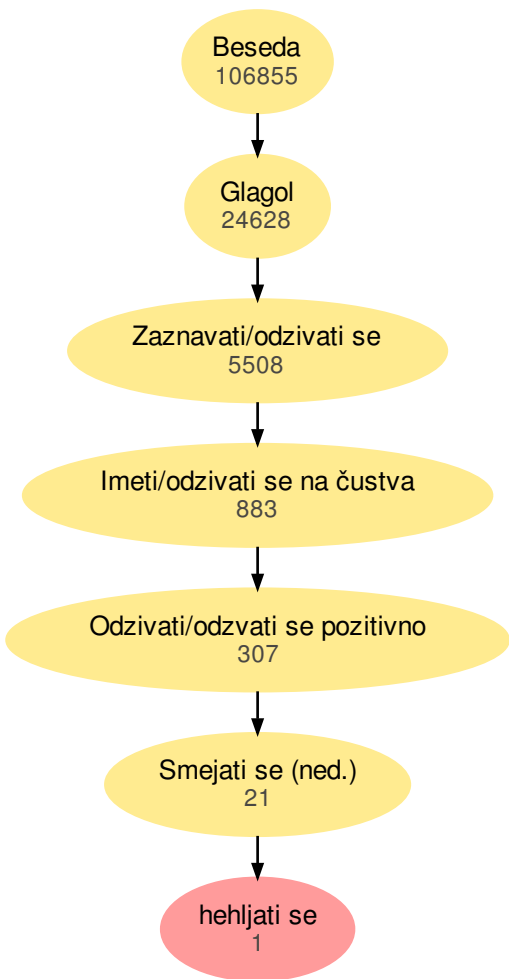 Beseda
106855
Glagol
24628
Zaznavati/odzivati se
5508
Imeti/odzivati se na čustva
883
Odzivati/odzvati se pozitivno
307
Smejati se (ned.)
21
hehljati se
1